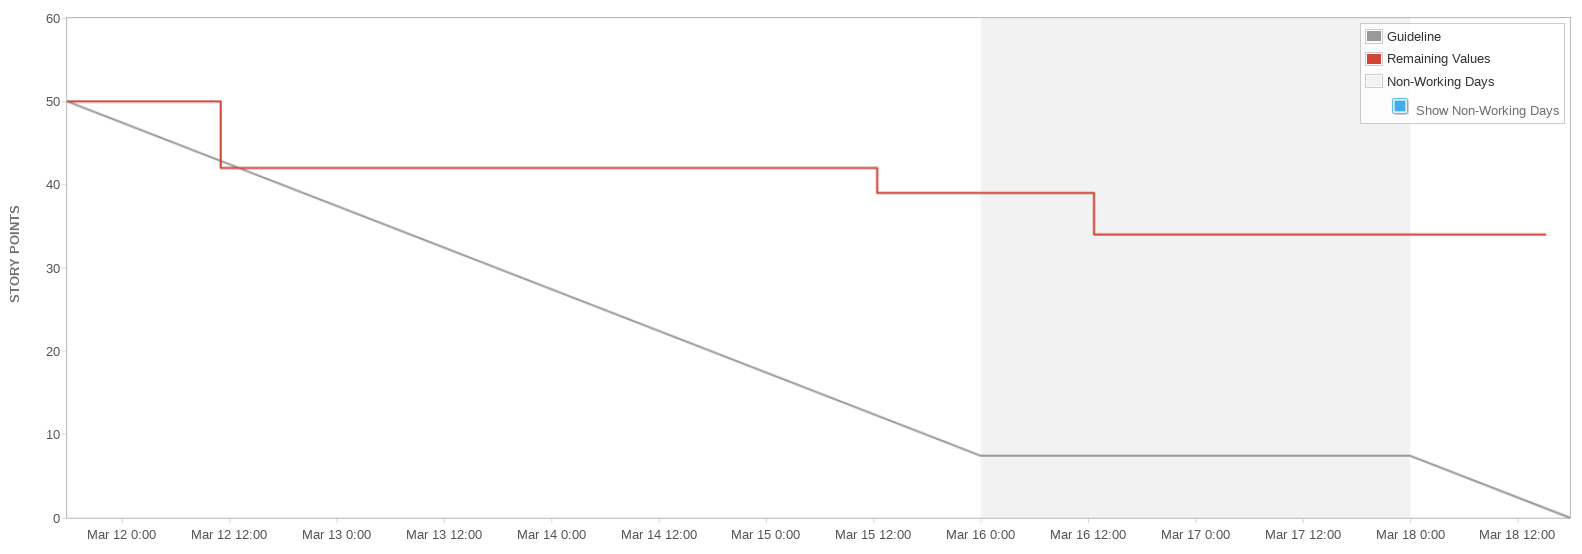 60
50
40
30
20
10
0
STORY POINTS
Guideline
Remaining Values
Non-Working Days
Show Non-Working Days
Mar 12 0:00 Mar 12 12:00 Mar 13 0:00 Mar 13 12:00 Mar 14 0:00 Mar 14 12:00 Mar 15 0:00 Mar 15 12:00 Mar 16 0:00 Mar 16 12:00 Mar 17 0:00 Mar 17 12:00 Mar 18 0:00 Mar 18 12:00